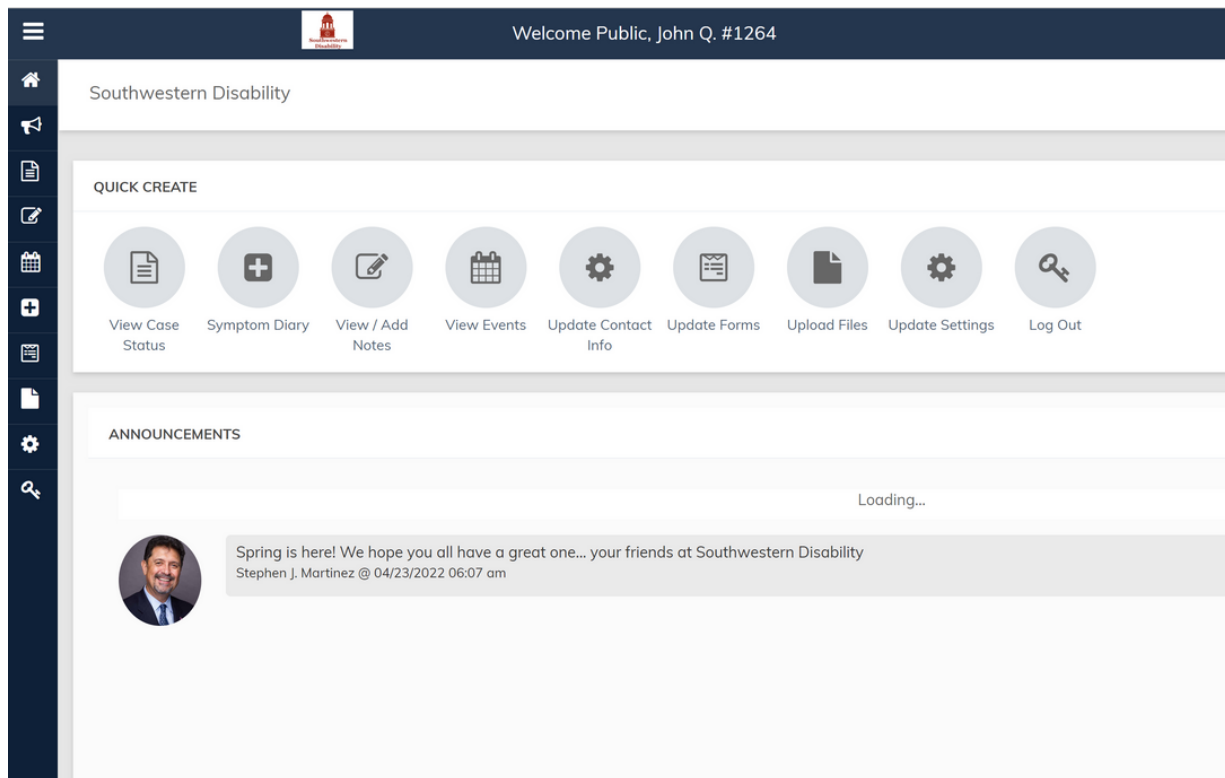 Southwestern
Disability
Welcome Public, John Q. #1264
Southwestern Disability
QUICK CREATE
View Case
Status
Symptom Diary
View / Add
Notes
View Events
Update Contact
Info
Update Forms
Upload Files
Update Settings
Log Out
ANNOUNCEMENTS
Loading...
Spring is here! We hope you all have a great one... your friends at Southwestern Disability
Stephen J. Martinez @ 04/23/2022 06:07 am